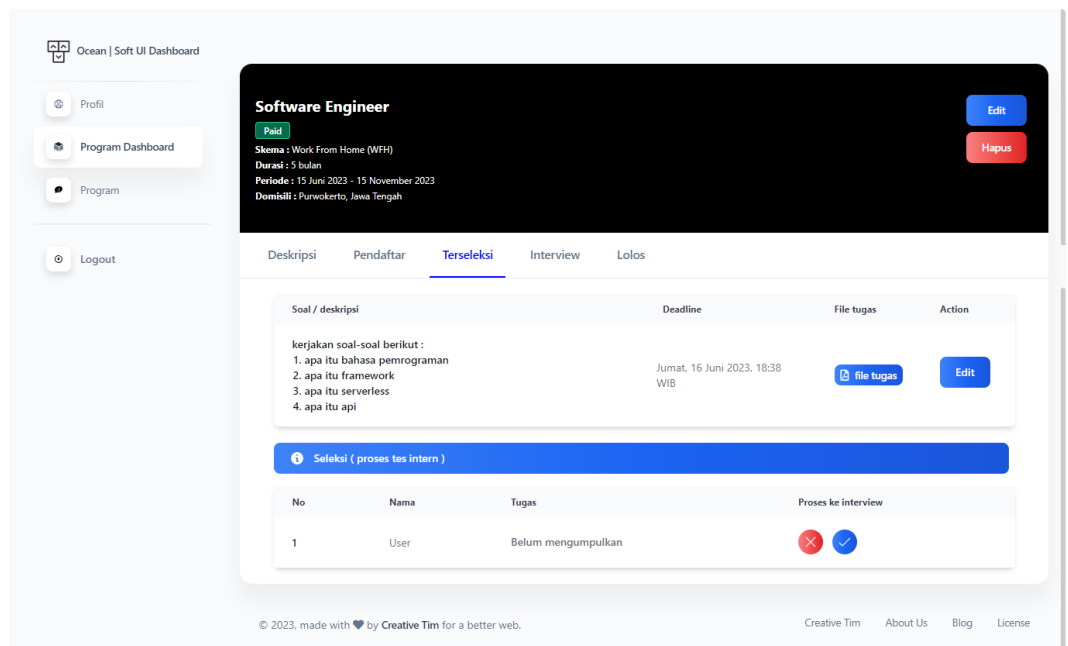 Ocean | Soft UI Dashboard
Profil
Program Dashboard
Program
Logout
Software Engineer
Paid
Skema : Work From Home (WFH)
Durasi : 5 bulan
Periode : 15 Juni 2023 - 15 November 2023
Domisili : Purwokerto, Jawa Tengah
Edit
Hapus
Deskripsi Pendaftar Terseleksi Interview Lolos
Soal / deskripsi Deadline File tugas Action
kerjakan soal-soal berikut :
1. apa itu bahasa pemrograman
2. apa itu framework
3. apa itu serverless
4. apa itu api
Jumat, 16 Juni 2023, 18:38
WIB
file tugas
Edit
Seleksi ( proses tes intern )
No Nama Tugas Proses ke interview
1 User Belum mengumpulkan
© 2023, made with ♥ by Creative Tim for a better web.
Creative Tim About Us Blog License